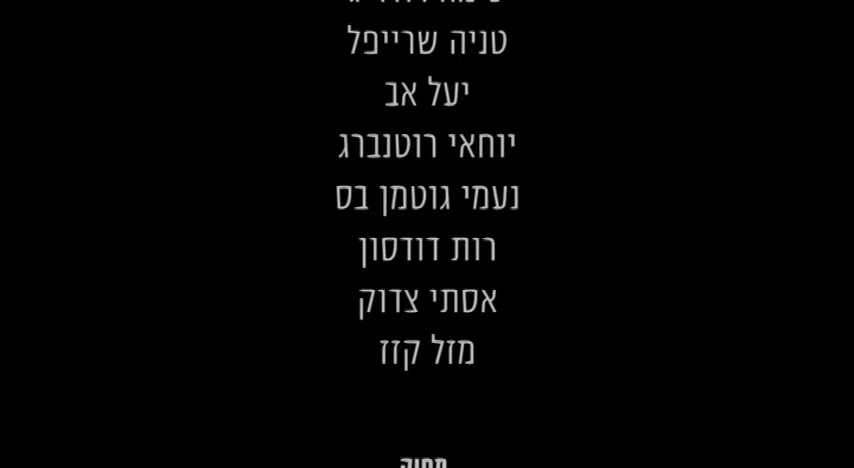 טניה שרייפל
יעל אב
יוחאי רוטנברג
נעמי גוטמן בס
רות דודסון
אסתי צדוק
מזל קזז